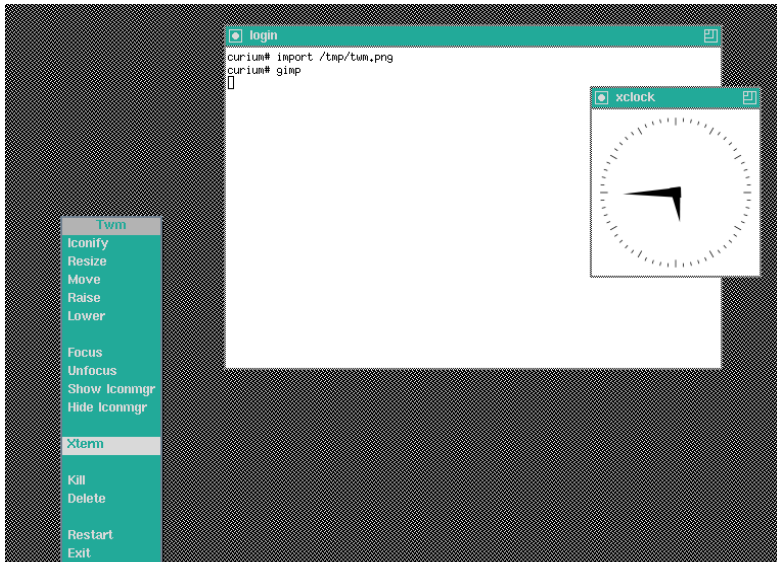 login
curium# import /tmp/twm.png
curium# gimp
xclock
Twm
Iconify
Resize
Move
Raise
Lower
Focus
Unfocus
Show Iconmgr
Hide Iconmgr
Xterm
Kill
Delete
Restart
Exit